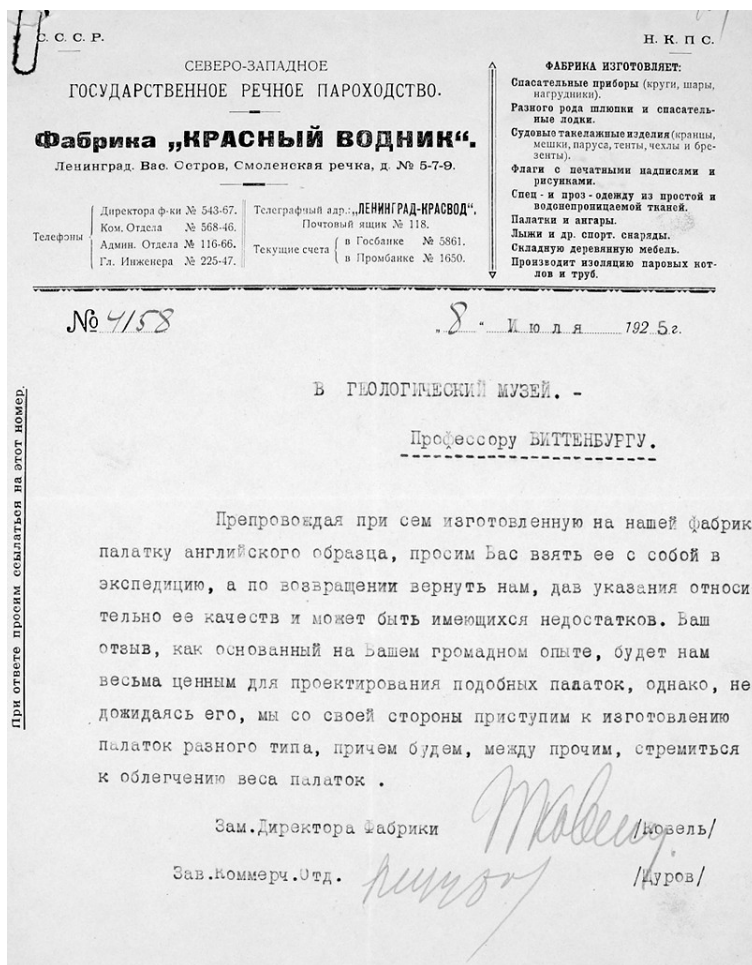 С. С. С. Р.
СЕВЕРО-ЗАПАДНОЕ
ГОСУДАРСТВЕННОЕ РЕЧНОЕ ПАРОХОДСТВО.
Фабрика „КРАСНЫЙ ВОДНИК“.
Ленинград. Вас. Остров, Смоленская речка, д. № 5-7-9.
Телефоны
Директора ф-ки № 543-67.
Ком. Отдела № 568-46.
Админ. Отдела № 116-66.
Гл. Инженера № 225-47.
Телеграфный адр.: „ЛЕНИНГРАД-КРАСВОД“.
Почтовый ящик № 118.
Текущие счета
в Госбанке № 5861.
в Промбанке № 1650.
Н. К. П С.
ФАБРИКА ИЗГОТОВЛЯЕТ:
Спасательные приборы (круги, шары,
нагрудники).
Разного рода шлюпки и спасатель-
ные лодки.
Судовые такелажные изделия (кранцы,
мешки, паруса, тенты, чехлы и бре-
зенты).
Флаги с печатными надписями и
рисунками.
Спец - и проз - одежду из простой и
водонепроницаемой тканей.
Палатки и ангары.
Лыжи и др. спорт. снаряды.
Складную деревянную мебель.
Производит изоляцию паровых кот-
лов и труб.
№ 4158
„8“ Июля 1925 г.
В ГЕОЛОГИЧЕСКИЙ МУЗЕЙ. -
Профессору ВИТТЕНБУРГУ.
При ответе просим ссылаться на этот номер.
Препровождая при сем изготовленную на нашей фабрик
палатку английского образца, просим Вас взять ее с собой в
экспедицию, а по возвращении вернуть нам, дав указания относи
тельно ее качеств и может быть имеющихся недостатков. Ваш
отзыв, как основанный на Вашем громадном опыте, будет нам
весьма ценным для проектирования подобных палаток, однако, не
дожидаясь его, мы со своей стороны приступим к изготовлению
палаток разного типа, причем будем, между прочим, стремиться
к облегчению веса палаток .
Зам.Директора Фабрики /Ковель/
Зав.Коммерч.Отд. /Щуров/